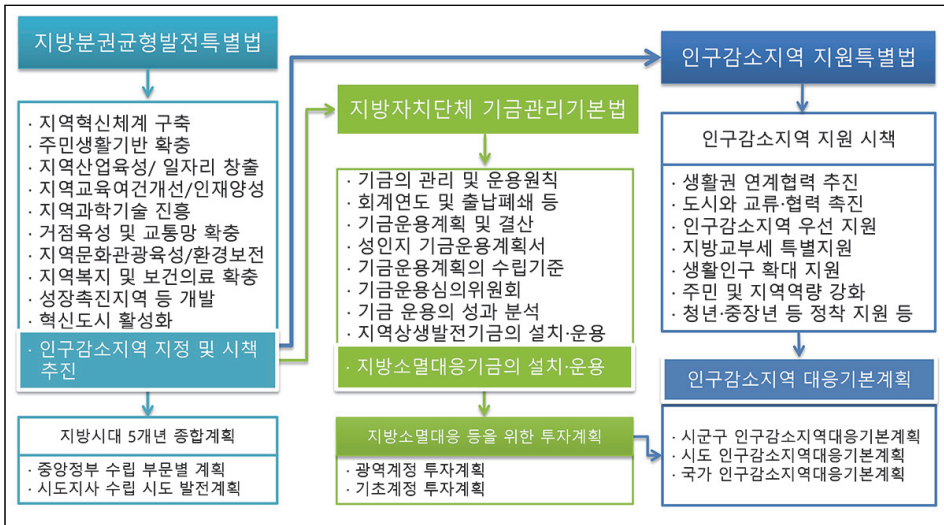 지방분권균형발전특별법
· 지역혁신체계 구축
· 주민생활기반 확충
· 지역산업육성/ 일자리 창출
· 지역교육여건개선/인재양성
· 지역과학기술 진흥
· 거점육성 및 교통망 확충
· 지역문화관광육성/환경보전
· 지역복지 및 보건의료 확충
· 성장촉진지역 등 개발
· 혁신도시 활성화
· 인구감소지역 지정 및 시책
추진
지방시대 5개년 종합계획
· 중앙정부 수립 부문별 계획
· 시도지사 수립 시도 발전계획
지방자치단체 기금관리기본법
· 기금의 관리 및 운용원칙
· 회계연도 및 출납폐쇄 등
· 기금운용계획 및 결산
· 성인지 기금운용계획서
· 기금운용계획의 수립기준
· 기금운용심의위원회
· 기금 운용의 성과 분석
· 지역상생발전기금의 설치·운용
· 지방소멸대응기금의 설치·운용
지방소멸대응 등을 위한 투자계획
· 광역계정 투자계획
· 기초계정 투자계획
인구감소지역 지원특별법
인구감소지역 지원 시책
· 생활권 연계협력 추진
· 도시와 교류·협력 촉진
· 인구감소지역 우선 지원
· 지방교부세 특별지원
· 생활인구 확대 지원
· 주민 및 지역역량 강화
· 청년·중장년 등 정착 지원 등
인구감소지역 대응기본계획
· 시군구 인구감소지역대응기본계획
· 시도 인구감소지역대응기본계획
· 국가 인구감소지역대응기본계획